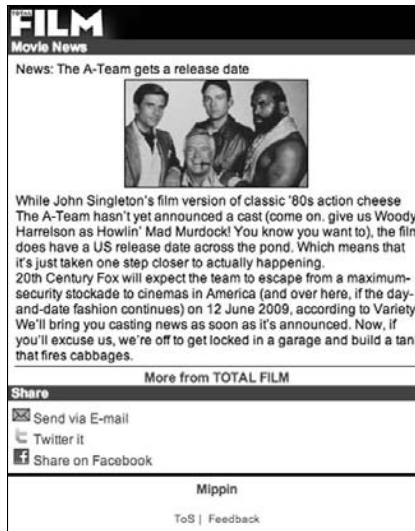 TOTAL
FILM
Movie News
News: The A-Team gets a release date
While John Singleton's film version of classic '80s action cheese
The A-Team hasn't yet announced a cast (come on. give us Woody
Harrelson as Howlin' Mad Murdock! You know you want to), the film
does have a US release date across the pond. Which means that
it's just taken one step closer to actually happening.
20th Century Fox will expect the team to escape from a maximum-
security stockade to cinemas in America (and over here, if the day-
and-date fashion continues) on 12 June 2009, according to Variety
We'll bring you casting news as soon as it's announced. Now, if
you'll excuse us, we're off to get locked in a garage and build a tan
that fires cabbages.
More from TOTAL FILM
Share
Send via E-mail
Twitter it
Share on Facebook
Mippin
ToS | Feedback